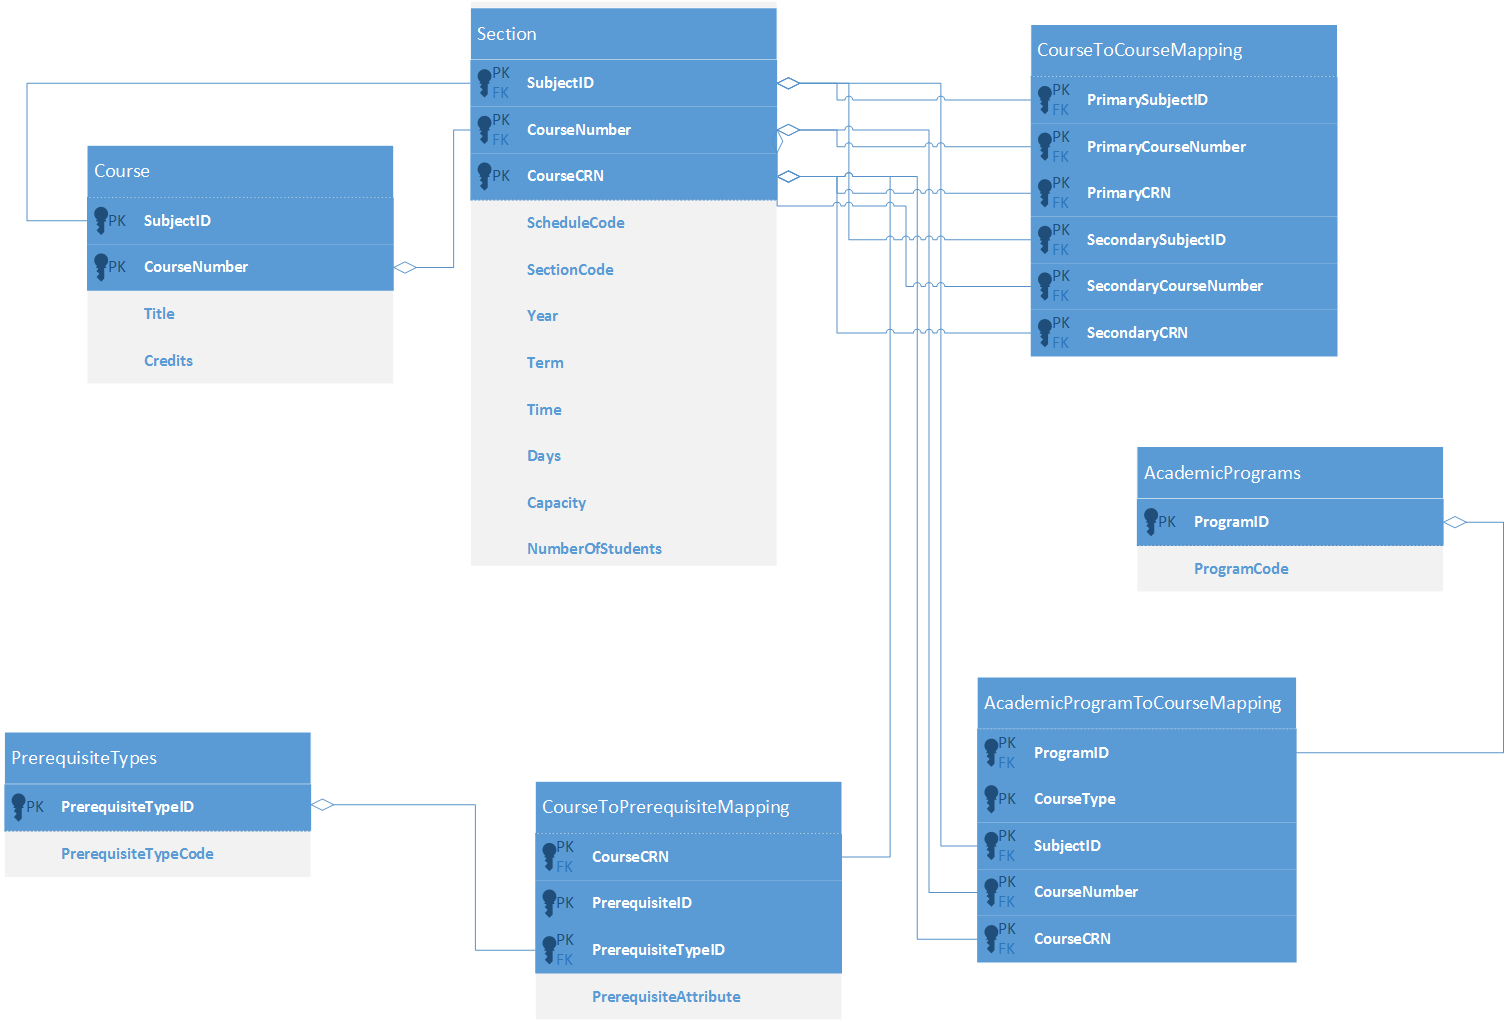 Section
PK
FK
SubjectID
PK
FK
CourseNumber
PK
CourseCRN
ScheduleCode
SectionCode
Year
Term
Time
Days
Capacity
NumberOfStudents
CourseToCourseMapping
PK
FK
PrimarySubjectID
PK
FK
PrimaryCourseNumber
PK
FK
PrimaryCRN
PK
FK
SecondarySubjectID
PK
FK
SecondaryCourseNumber
PK
FK
SecondaryCRN
Course
PK
SubjectID
PK
CourseNumber
Title
Credits
AcademicPrograms
PK
ProgramID
ProgramCode
AcademicProgramToCourseMapping
PK
FK
ProgramID
PK
CourseType
PK
FK
SubjectID
PK
FK
CourseNumber
PK
FK
CourseCRN
PrerequisiteTypes
PK
PrerequisiteTypeID
PrerequisiteTypeCode
CourseToPrerequisiteMapping
PK
FK
CourseCRN
PK
PrerequisiteID
PK
FK
PrerequisiteTypeID
PrerequisiteAttribute